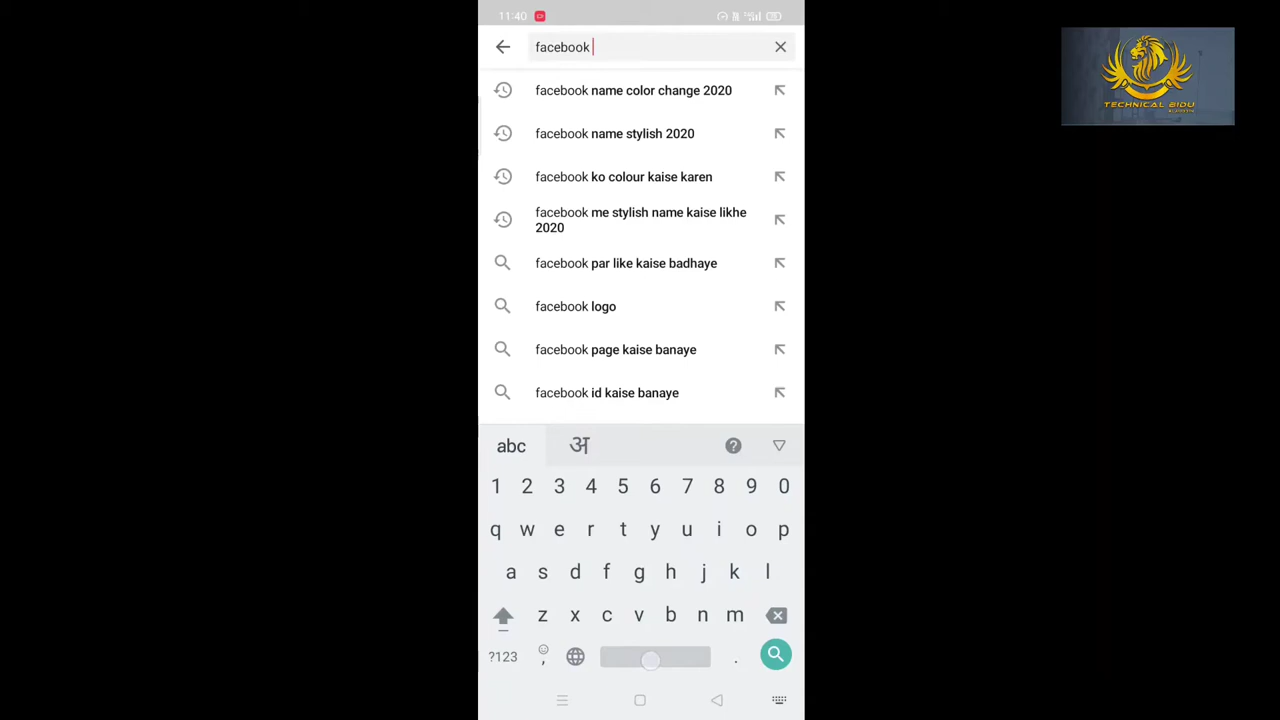 11:40
facebook
facebook name color change 2020
facebook name stylish 2020
facebook ko colour kaise karen
facebook me stylish name kaise likhe
2020
facebook par like kaise badhaye
facebook logo
facebook page kaise banaye
facebook id kaise banaye
abc अ ?
1 2 3 4 5 6 7 8 9 0
q w e r t y u i o p
a s d f g h j k l
z x c v b n m
?123 , .
TECHNICAL BIDU